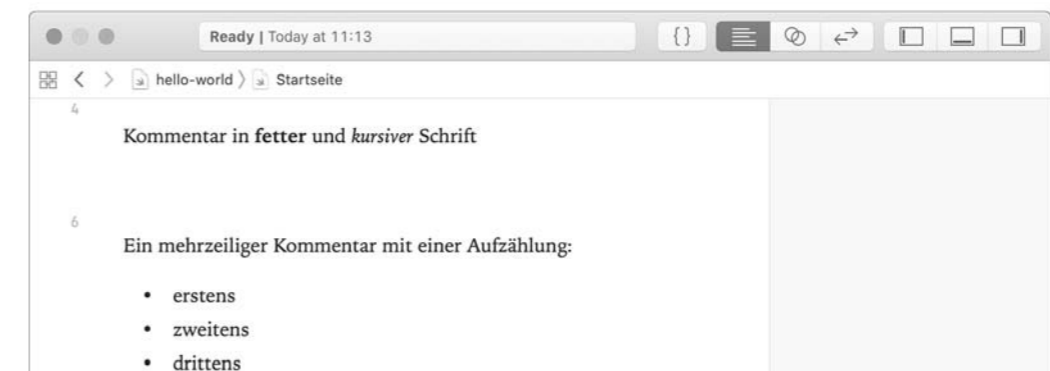 Ready | Today at 11:13
{}
hello-world 〉 Startseite
4
Kommentar in fetter und kursiver Schrift
6
Ein mehrzeiliger Kommentar mit einer Aufzählung:
• erstens
• zweitens
• drittens